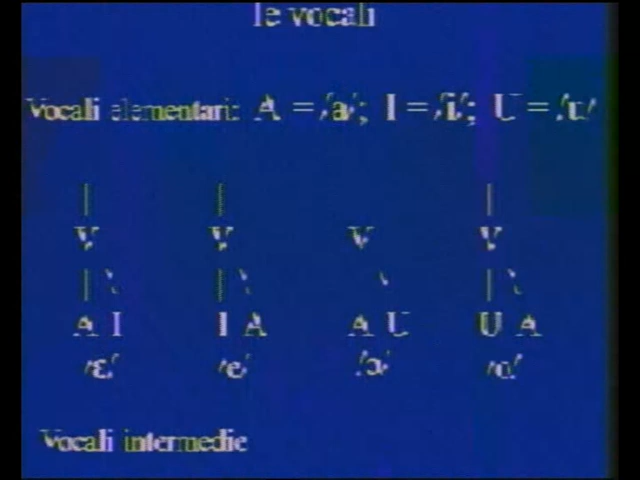 le vocali
Vocali elementari: A = /a/; I = /i/; U = /u/
V V V V
A I I A A U U A
/ɛ/ /e/ /ɔ/ /o/
Vocali intermedie